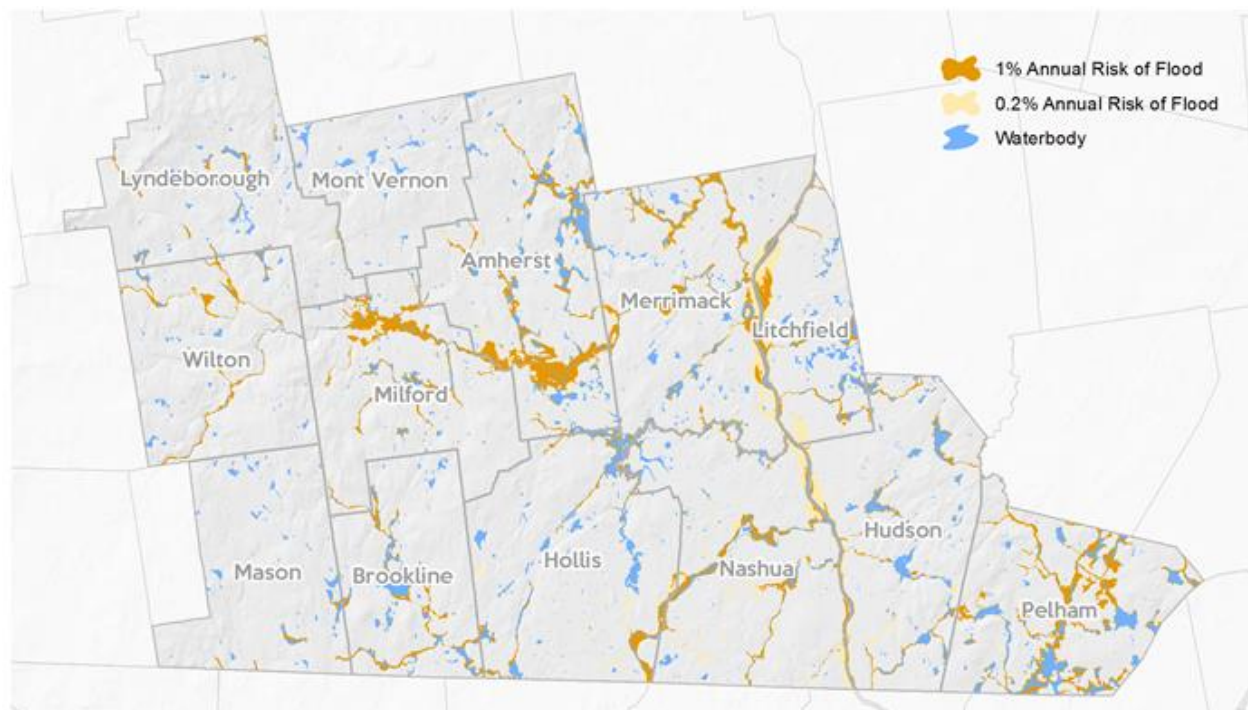 1% Annual Risk of Flood
0.2% Annual Risk of Flood
Waterbody
Lyndeborough
Mont Vernon
Amherst
Merrimack
Litchfield
Wilton
Milford
Hudson
Hollis
Nashua
Mason
Brookline
Pelham